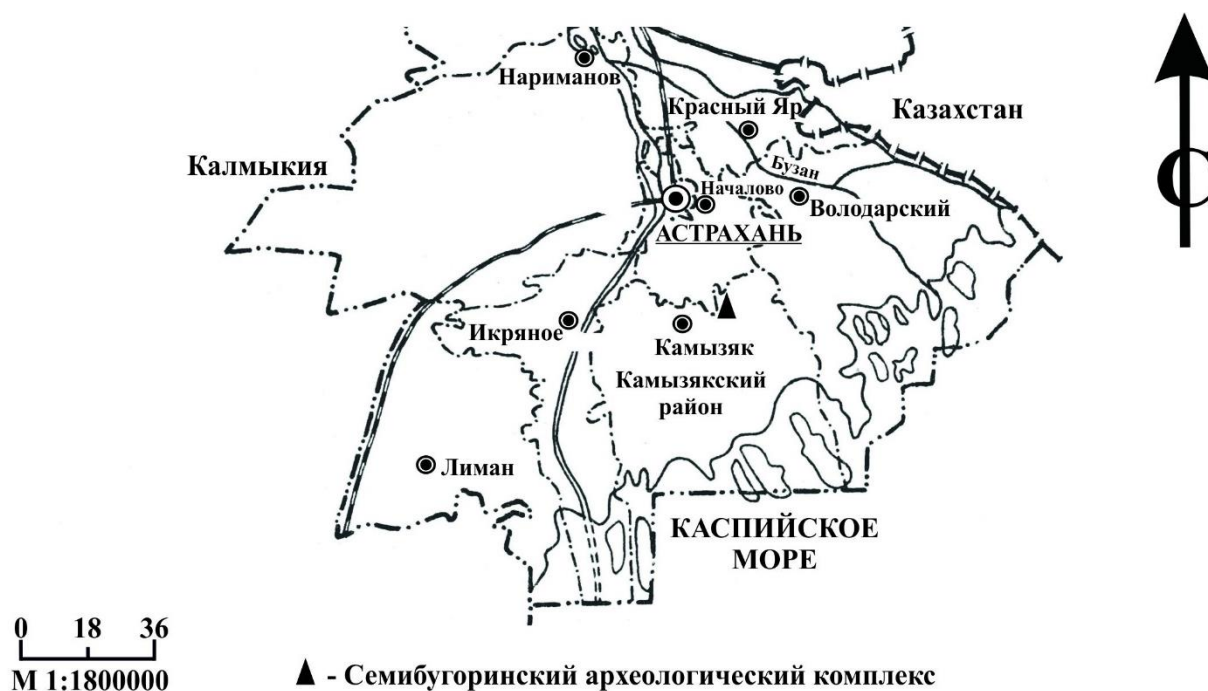 Нариманов
Красный Яр
Казахстан
Калмыкия
С
Бузан
Началово
Володарский
АСТРАХАНЬ
Икряное
Камызяк
Камызякский
район
Лиман
КАСПИЙСКОЕ
МОРЕ
0 18 36
М 1:1800000
- Семибугоринский археологический комплекс